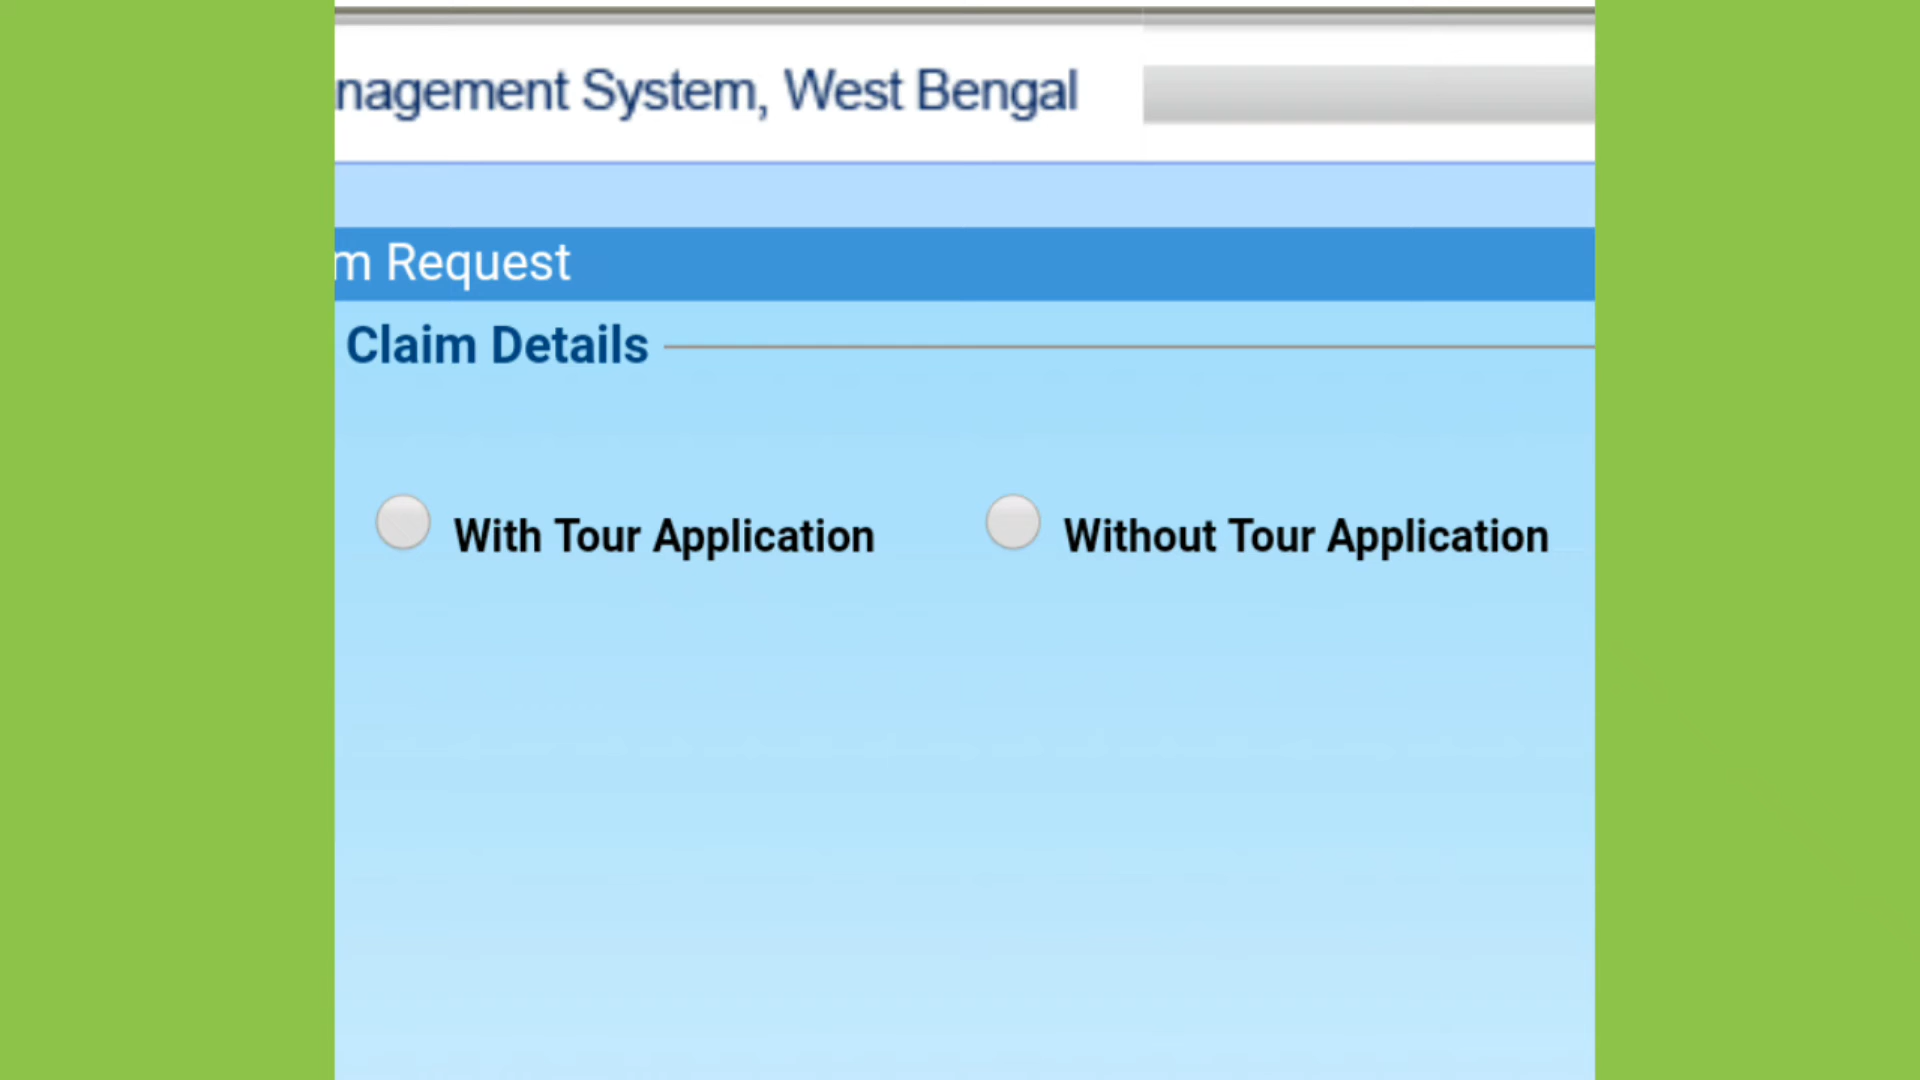 nagement System, West Bengal
m Request
Claim Details
With Tour Application Without Tour Application